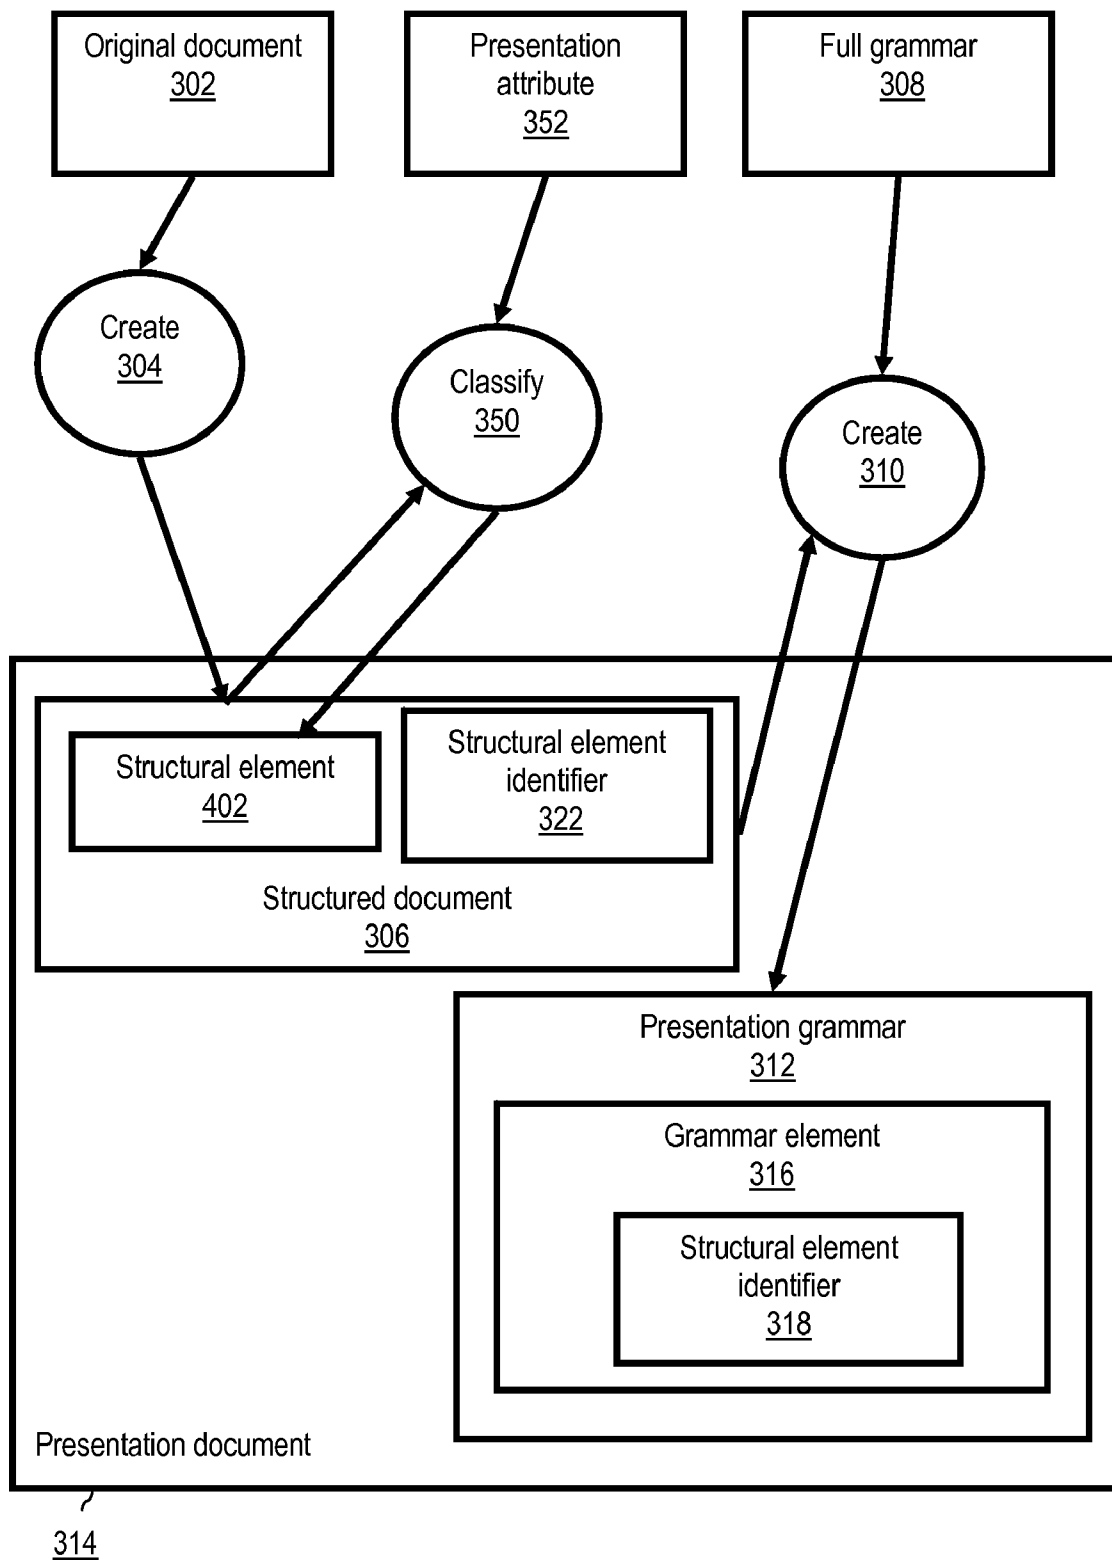 Original document
302
Presentation
attribute
352
Full grammar
308
Create
304
Classify
350
Create
310
Structural element
402
Structural element
identifier
322
Structured document
306
Presentation grammar
312
Grammar element
316
Structural element
identifier
318
Presentation document
314